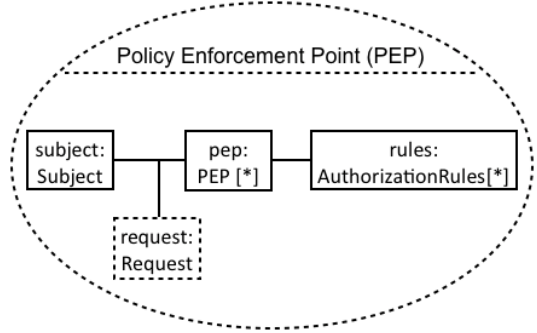 Policy Enforcement Point (PEP)
subject:
Subject
pep:
PEP [*]
rules:
AuthorizationRules[*]
request:
Request